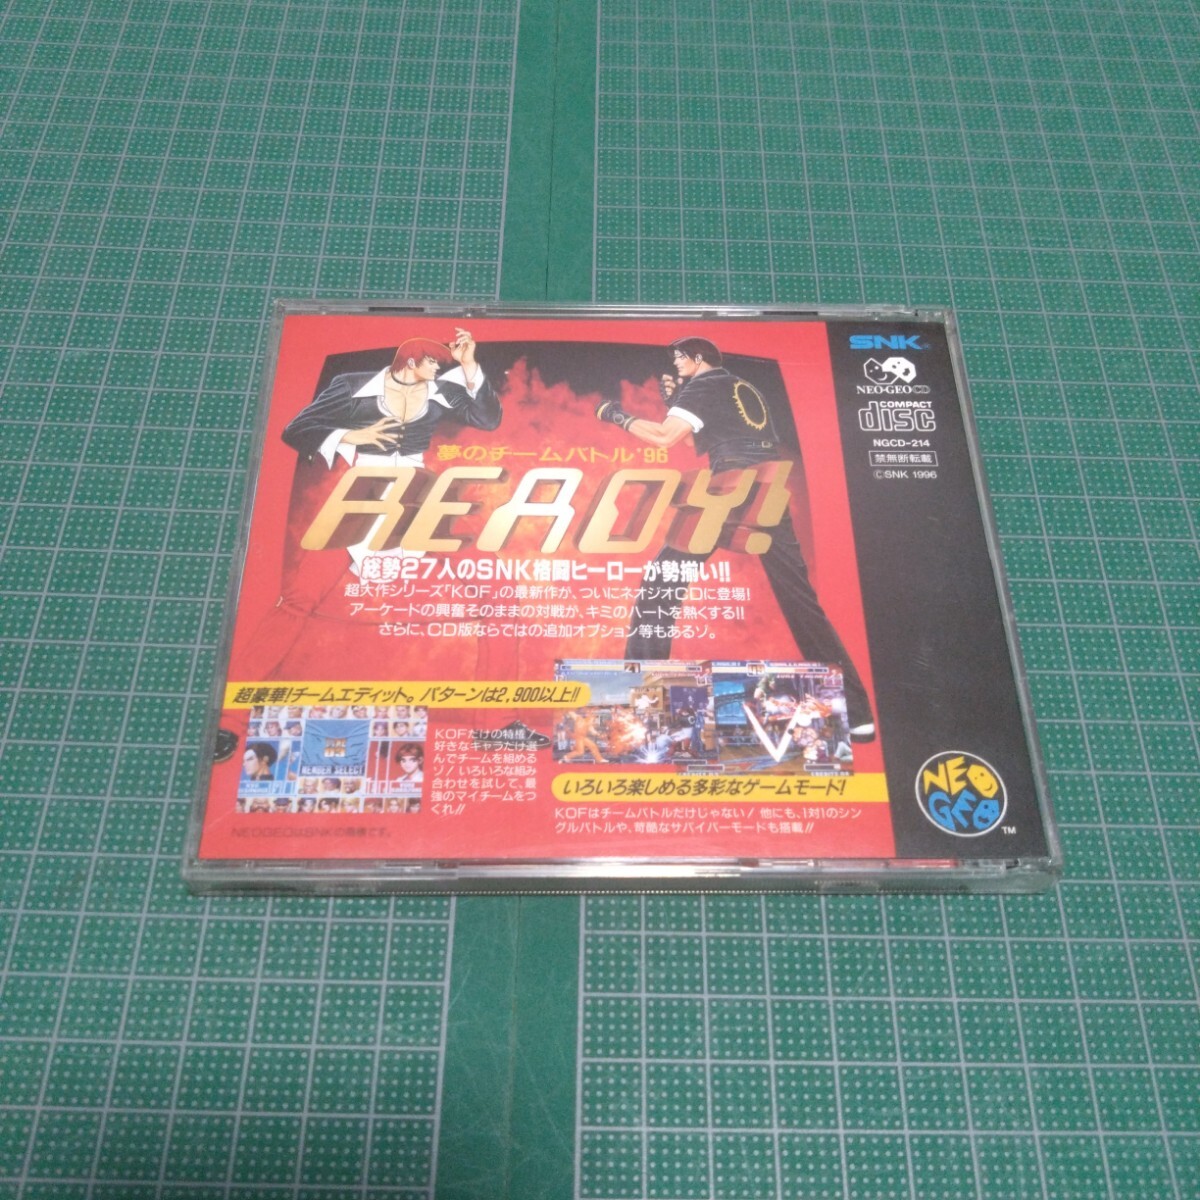 夢のチームバトル'96
READY!
総勢27人のSNK格闘ヒーローが勢揃い!!
超大作シリーズ「KOF」の最新作が、ついにネオジオCDに登場!
アーケードの興奮そのままの対戦が、キミのハートを熱くする!!
さらに、CD版ならではの追加オプション等もあるゾ。
超豪華!チームエディット。パターンは2,900以上!!
KOFだけの特権!
好きなキャラだけ選
んでチームを組める
ゾ!いろいろな組み
合わせを試して、最
強のマイチームをつ
くれ!!
NEOGEOはSNKの商標です。
いろいろ楽しめる多彩なゲームモード!
KOFはチームバトルだけじゃない!他にも、1対1のシン
グルバトルや、苛酷なサバイバーモードも搭載!!
SNK
NEO・GEO CD
COMPACT
disc
NGCD-214
禁無断転載
©SNK 1996
NEO
GEO
TM